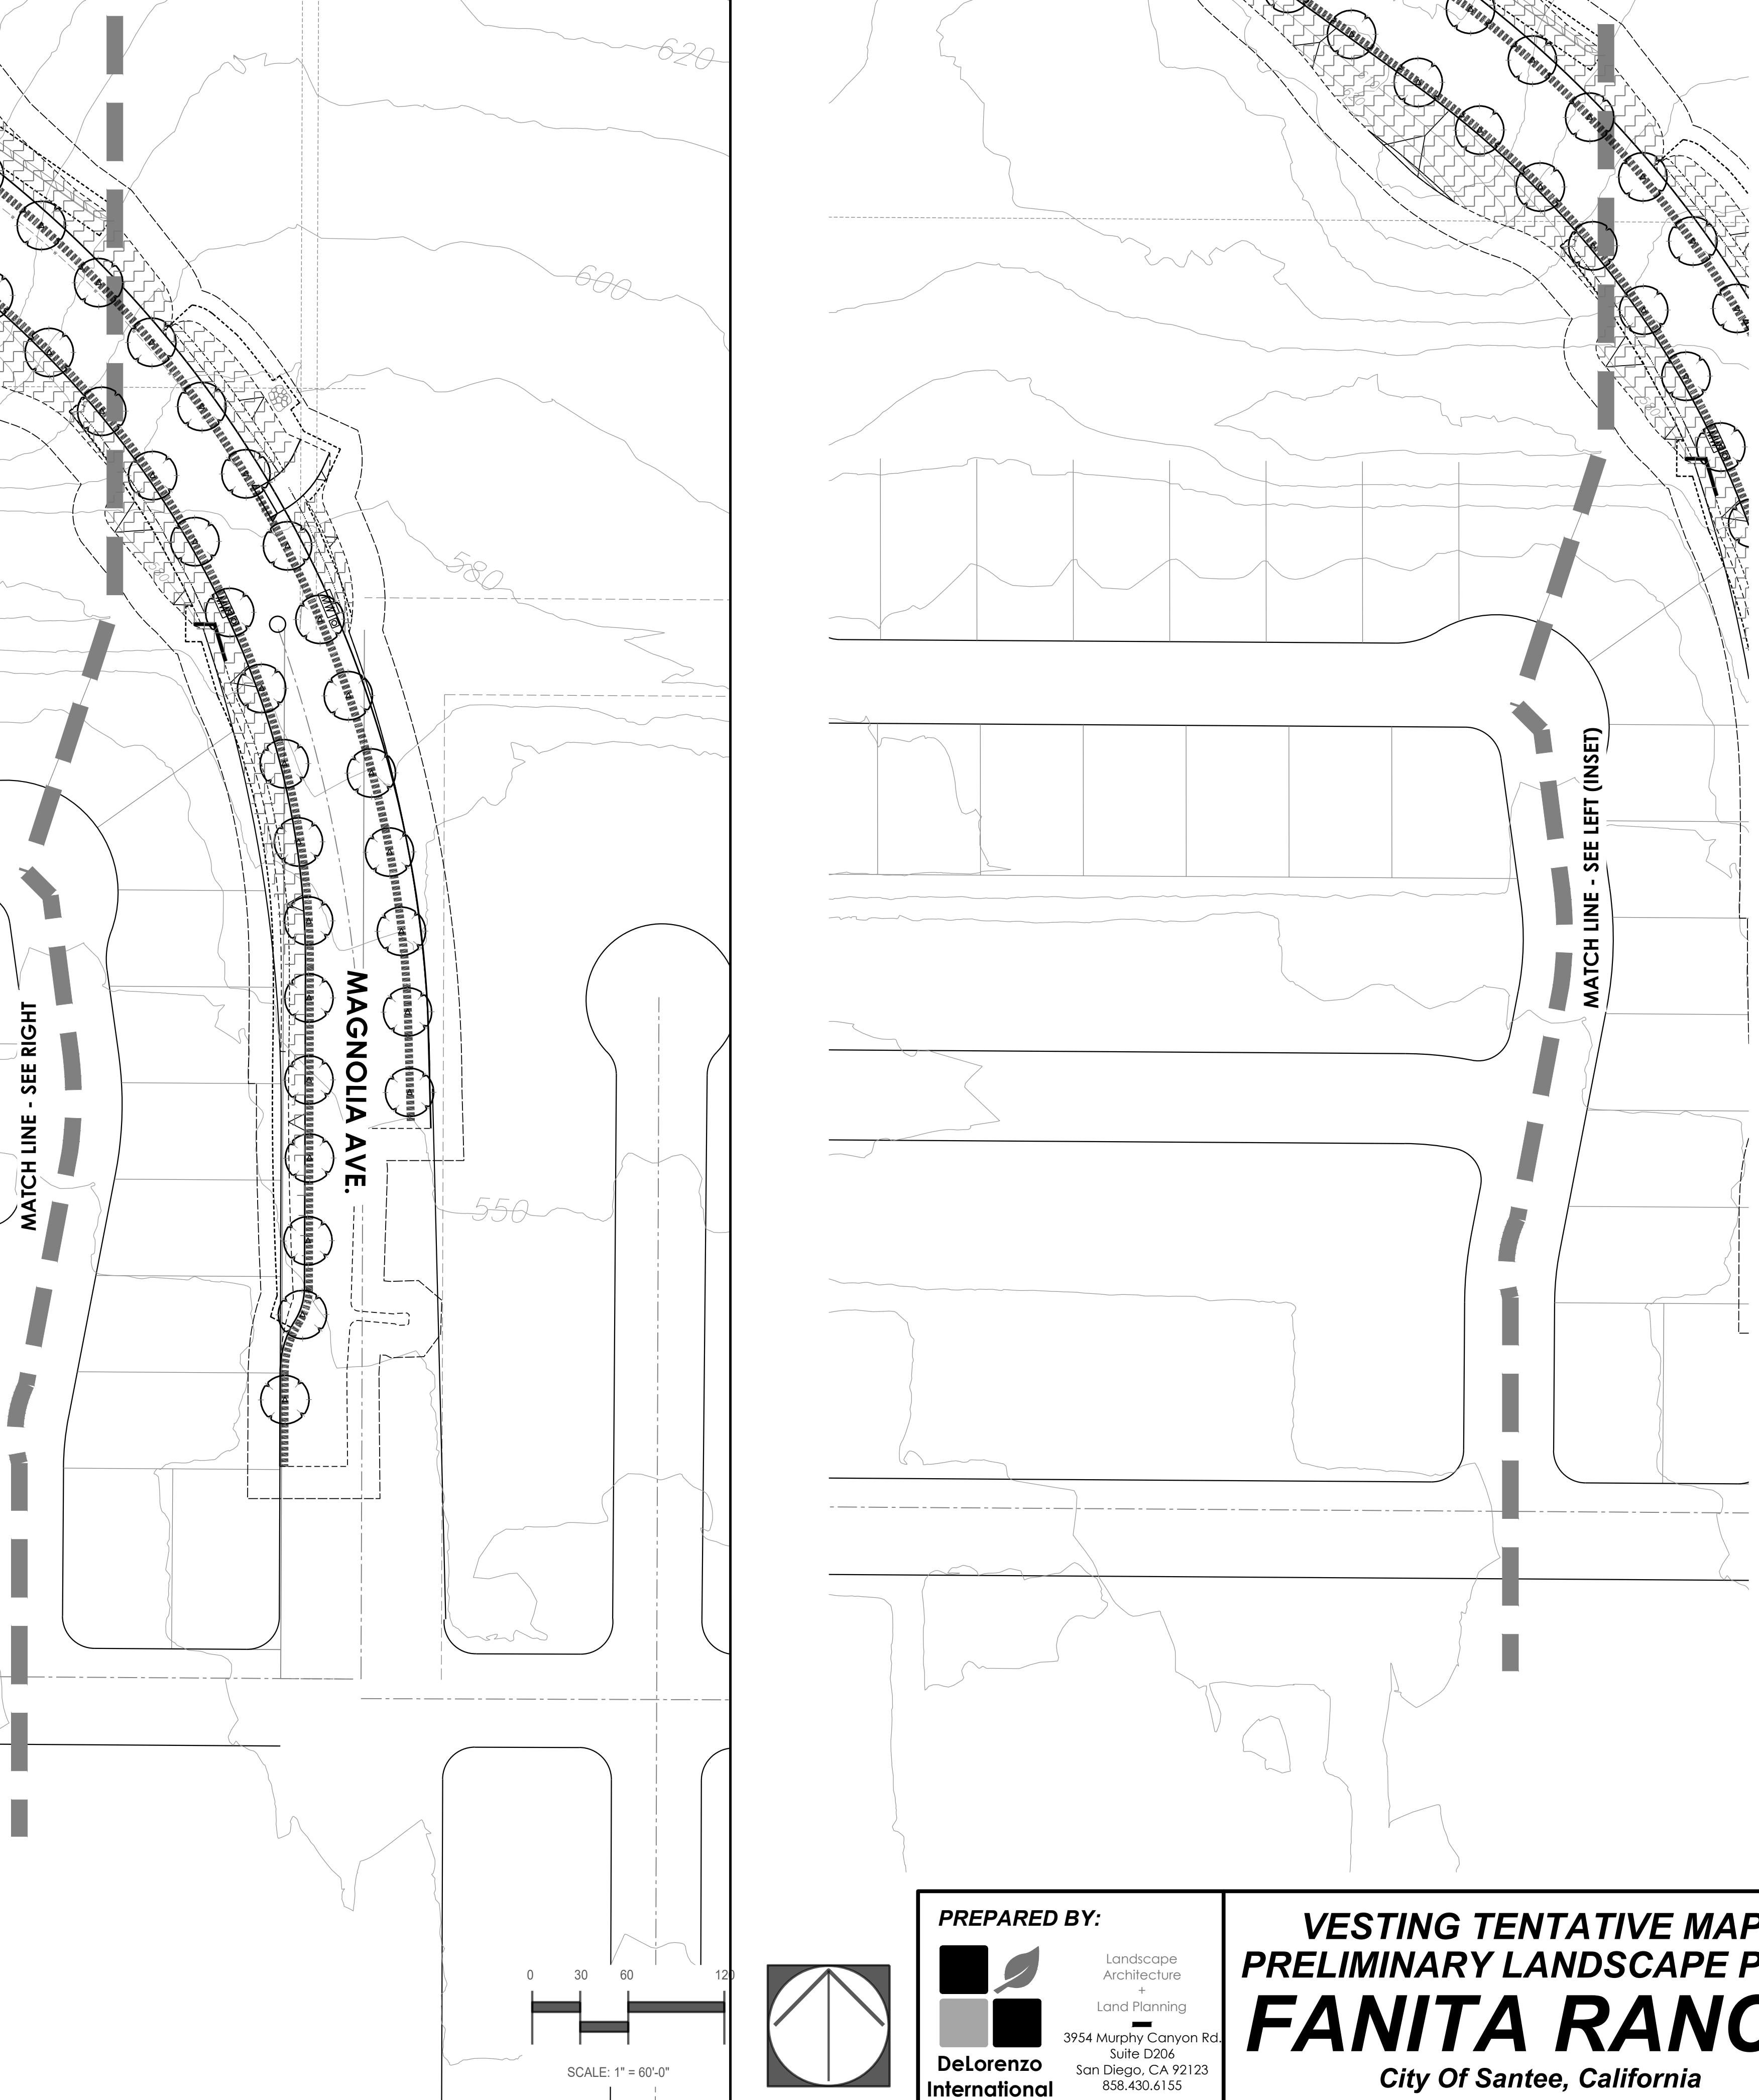 620
600
580
550
MAGNOLIA AVE.
MATCH LINE - SEE RIGHT
MATCH LINE - SEE LEFT (INSET)
0 30 60 120
SCALE: 1" = 60'-0"
PREPARED BY:
Landscape
Architecture
+
Land Planning
3954 Murphy Canyon Rd.
Suite D206
San Diego, CA 92123
858.430.6155
DeLorenzo
International
VESTING TENTATIVE MAP
PRELIMINARY LANDSCAPE P
FANITA RANC
City Of Santee, California